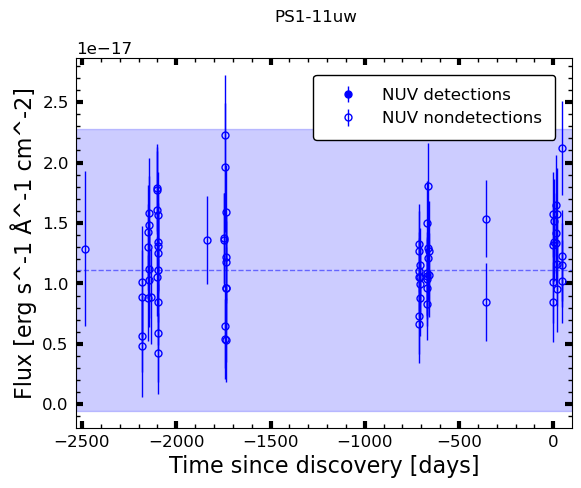 PS1-11uw
1e−17
NUV detections
NUV nondetections
2.5
2.0
1.5
1.0
0.5
0.0
Flux [erg s^-1 Å^-1 cm^-2]
−2500 −2000 −1500 −1000 −500 0
Time since discovery [days]